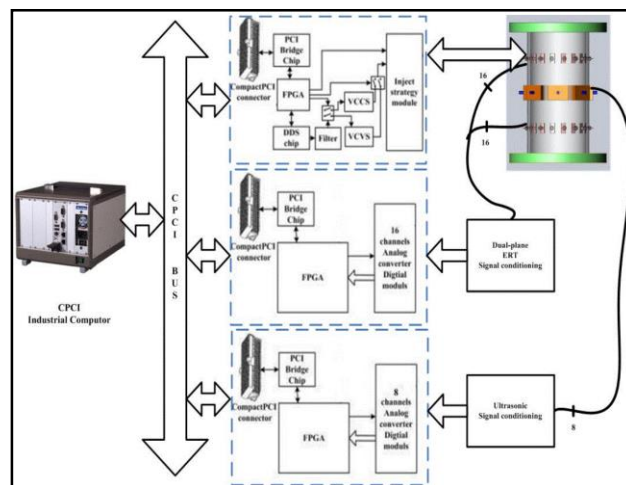 PCI
Bridge
Chip
CompactPCI
connector
FPGA
DDS
chip
Filter
VCCS
VCVS
Inject
strategy
module
16
16
CPCI
Industrial Computor
C
P
C
I
B
U
S
PCI
Bridge
Chip
CompactPCI
connector
FPGA
16
channels
Analog
converter
Digtial
moduls
Dual-plane
ERT
Signal conditioning
PCI
Bridge
Chip
CompactPCI
connector
FPGA
8
channels
Analog
converter
Digtial
moduls
Ultrasonic
Signal conditioning
8